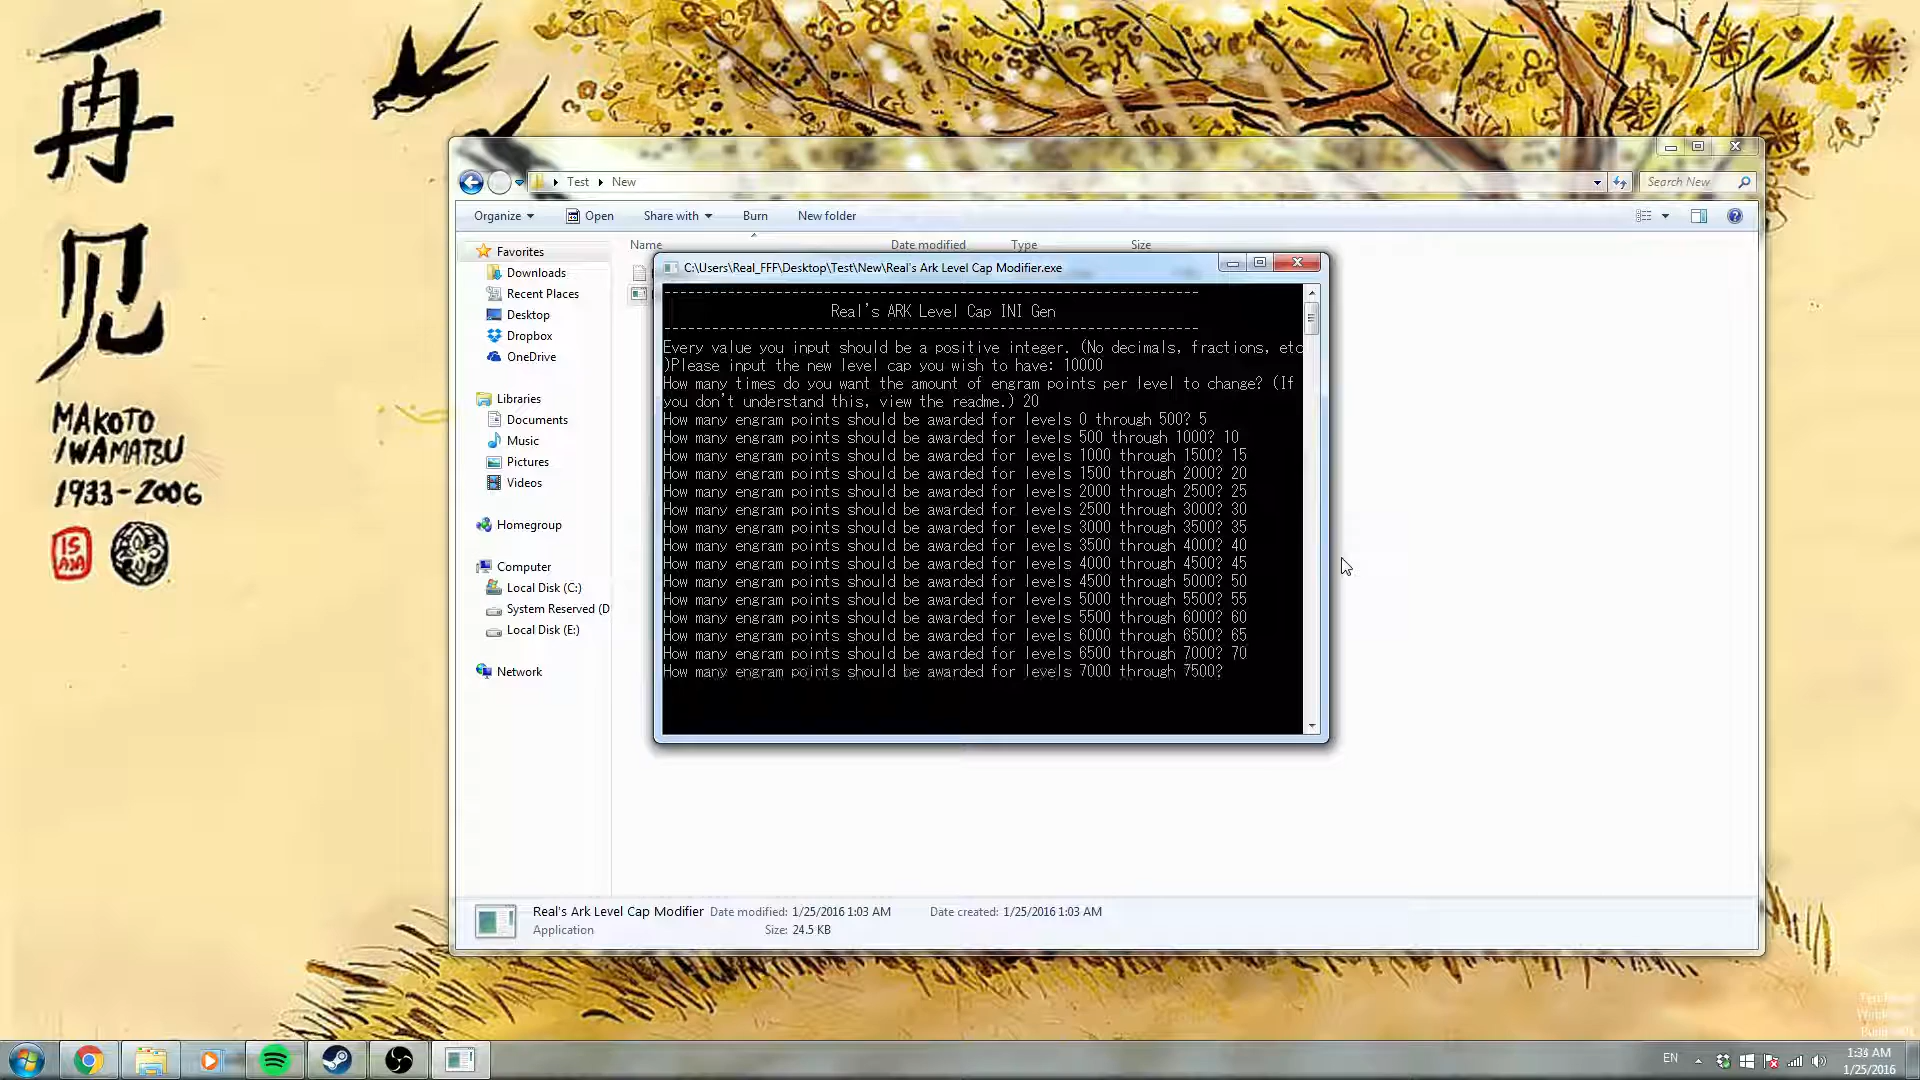 再
见
MAKOTO
IWAMATSU
1933-2006
Test
New
Search New
Organize
Open
Share with
Burn
New folder
Name
Date modified
Type
Size
Favorites
Downloads
Recent Places
Desktop
Dropbox
OneDrive
Libraries
Documents
Music
Pictures
Videos
Homegroup
Computer
Local Disk (C:)
System Reserved (D
Local Disk (E:)
Network
C:\Users\Real_FFF\Desktop\Test\New\Real's Ark Level Cap Modifier.exe
Real's ARK Level Cap INI Gen
Every value you input should be a positive integer. (No decimals, fractions, etc
)Please input the new level cap you wish to have: 10000
How many times do you want the amount of engram points per level to change? (If
you don't understand this, view the readme.) 20
How many engram points should be awarded for levels 0 through 500? 5
How many engram points should be awarded for levels 500 through 1000? 10
How many engram points should be awarded for levels 1000 through 1500? 15
How many engram points should be awarded for levels 1500 through 2000? 20
How many engram points should be awarded for levels 2000 through 2500? 25
How many engram points should be awarded for levels 2500 through 3000? 30
How many engram points should be awarded for levels 3000 through 3500? 35
How many engram points should be awarded for levels 3500 through 4000? 40
How many engram points should be awarded for levels 4000 through 4500? 45
How many engram points should be awarded for levels 4500 through 5000? 50
How many engram points should be awarded for levels 5000 through 5500? 55
How many engram points should be awarded for levels 5500 through 6000? 60
How many engram points should be awarded for levels 6000 through 6500? 65
How many engram points should be awarded for levels 6500 through 7000? 70
How many engram points should be awarded for levels 7000 through 7500?
Real's Ark Level Cap Modifier Date modified: 1/25/2016 1:03 AM Date created: 1/25/2016 1:03 AM
Application Size: 24.5 KB
EN
1:34 AM
1/25/2016